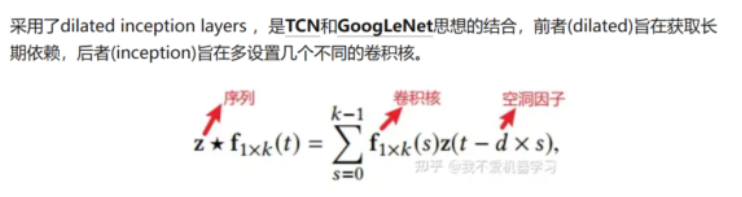 采用了dilated inception layers ，是TCN和GoogLeNet思想的结合，前者(dilated)旨在获取长
期依赖，后者(inception)旨在多设置几个不同的卷积核。
序列 卷积核 空洞因子
z ⋆ f₁ₓₖ(t) = ∑_{s=0}^{k−1} f₁ₓₖ(s)z(t − d × s),
知乎 @我不爱机器学习